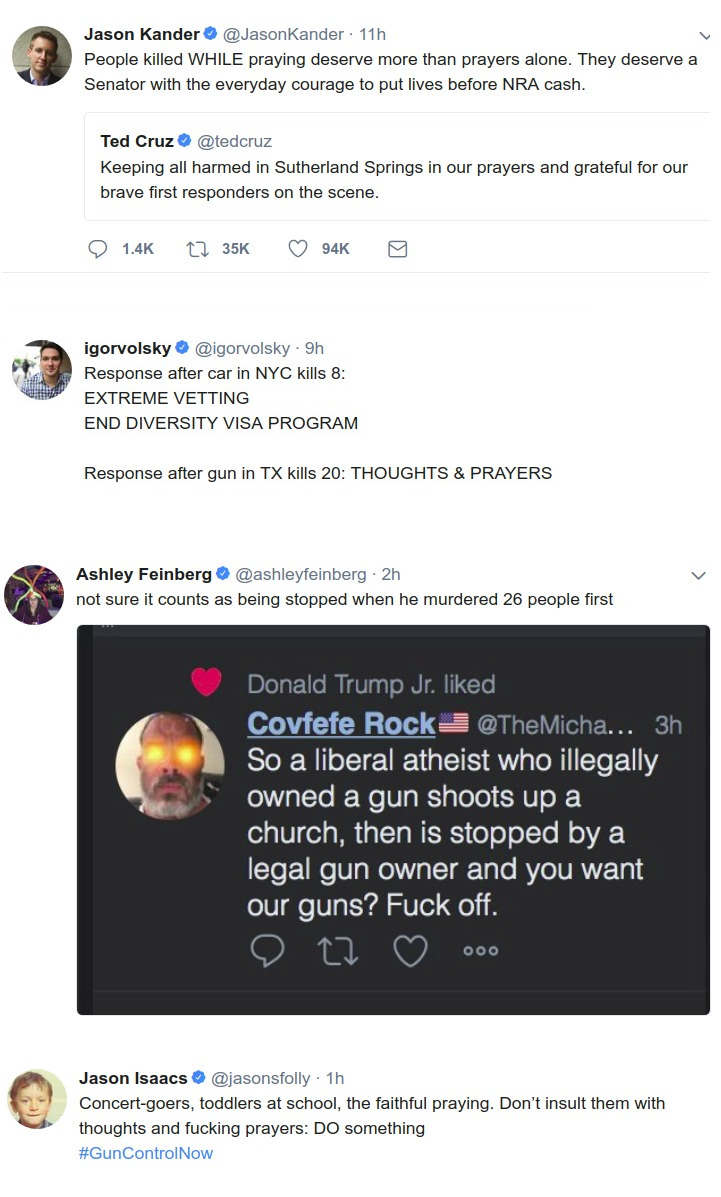 Jason Kander @JasonKander · 11h
People killed WHILE praying deserve more than prayers alone. They deserve a
Senator with the everyday courage to put lives before NRA cash.
Ted Cruz @tedcruz
Keeping all harmed in Sutherland Springs in our prayers and grateful for our
brave first responders on the scene.
1.4K 35K 94K
igorvolsky @igorvolsky · 9h
Response after car in NYC kills 8:
EXTREME VETTING
END DIVERSITY VISA PROGRAM
Response after gun in TX kills 20: THOUGHTS & PRAYERS
Ashley Feinberg @ashleyfeinberg · 2h
not sure it counts as being stopped when he murdered 26 people first
Donald Trump Jr. liked
Covfefe Rock🇺🇸 @TheMicha... 3h
So a liberal atheist who illegally
owned a gun shoots up a
church, then is stopped by a
legal gun owner and you want
our guns? Fuck off.
Jason Isaacs @jasonsfolly · 1h
Concert-goers, toddlers at school, the faithful praying. Don’t insult them with
thoughts and fucking prayers: DO something
#GunControlNow